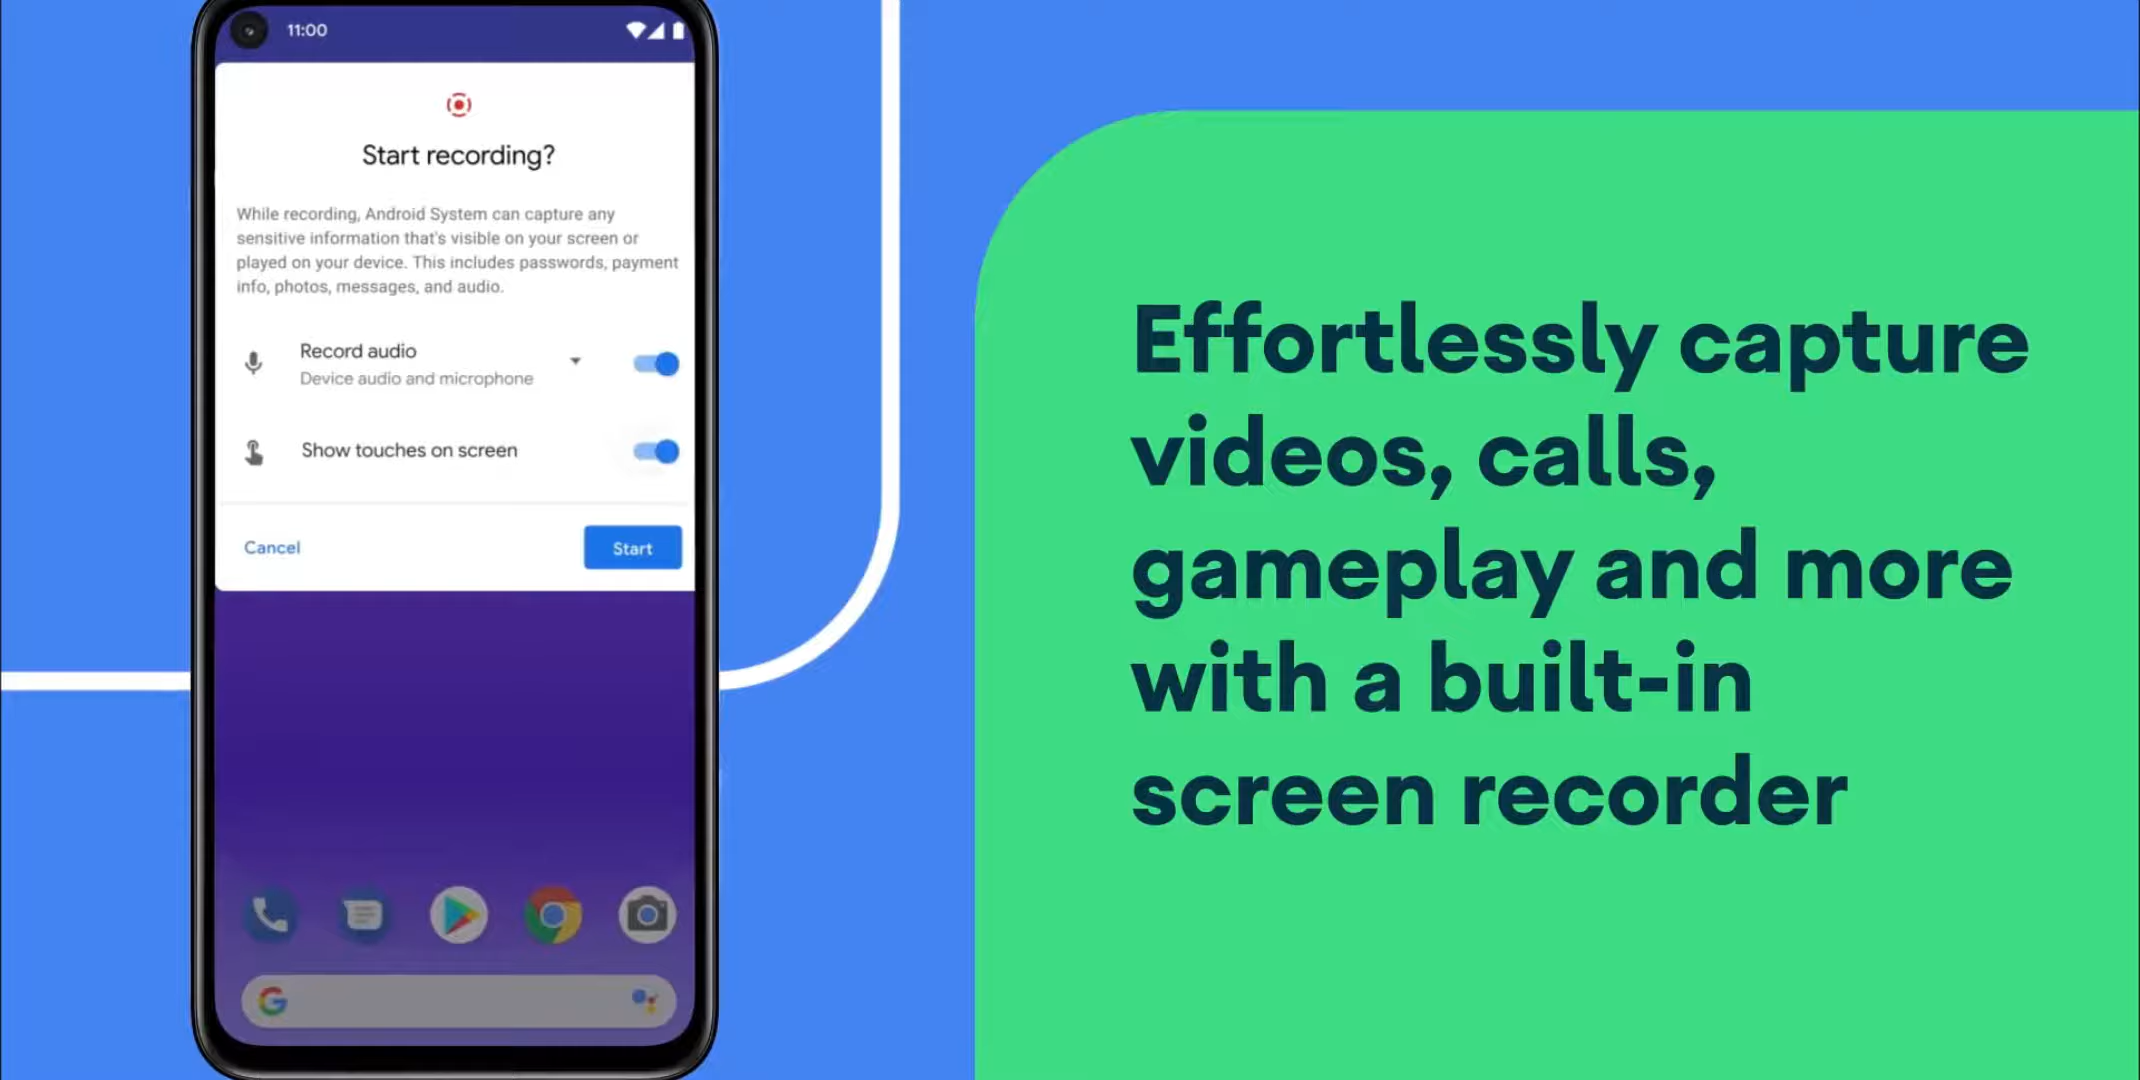 11:00
Start recording?
While recording, Android System can capture any
sensitive information that's visible on your screen or
played on your device. This includes passwords, payment
info, photos, messages, and audio.
Record audio
Device audio and microphone
Show touches on screen
Cancel
Start
G
Effortlessly capture
videos, calls,
gameplay and more
with a built-in
screen recorder